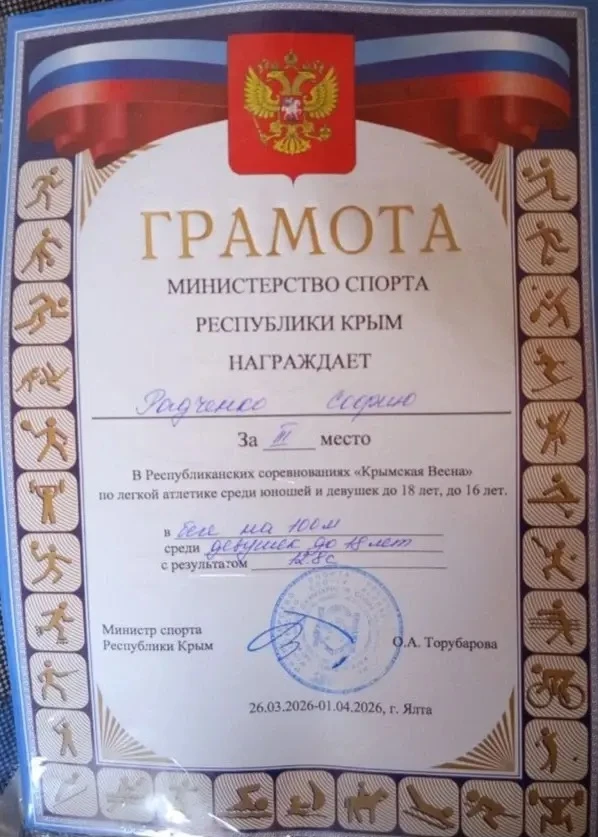 ГРАМОТА
МИНИСТЕРСТВО СПОРТА
РЕСПУБЛИКИ КРЫМ
НАГРАЖДАЕТ
Радченко Софию
За III место
В Республиканских соревнованиях «Крымская Весна»
по легкой атлетике среди юношей и девушек до 18 лет, до 16 лет.
в беге на 100м
среди девушек до 18 лет
с результатом 12.8с
Министр спорта
Республики Крым
О.А. Торубарова
26.03.2026-01.04.2026, г. Ялта